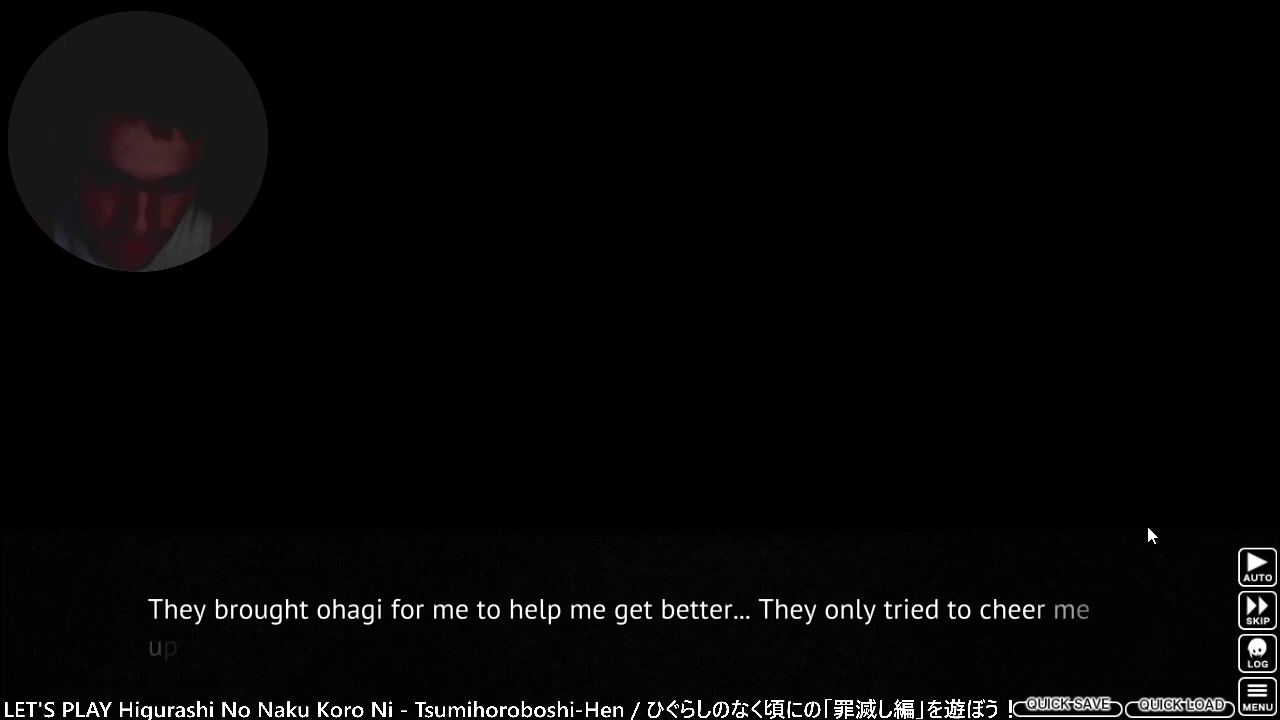 They brought ohagi for me to help me get better... They only tried to cheer me
up
AUTO
SKIP
LOG
MENU
QUICK SAVE
QUICK LOAD
LET'S PLAY Higurashi No Naku Koro Ni - Tsumihoroboshi-Hen / ひぐらしのなく頃にの「罪滅し編」を遊ぼう！